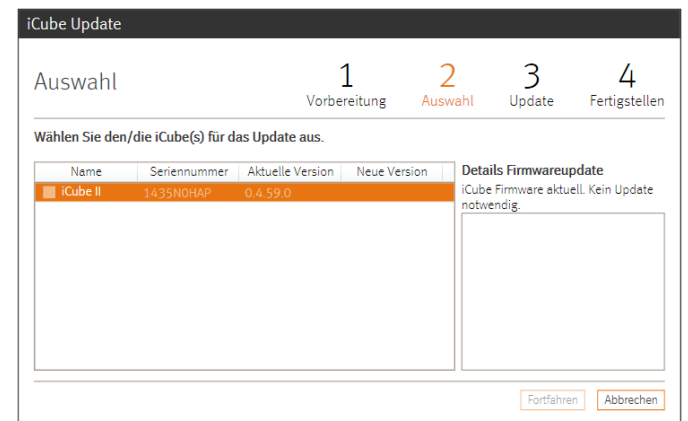 iCube Update
Auswahl
1 2 3 4
Vorbereitung Auswahl Update Fertigstellen
Wählen Sie den/die iCube(s) für das Update aus.
Name Seriennummer Aktuelle Version Neue Version
iCube II 1435N0HAP 0.4.59.0
Details Firmwareupdate
iCube Firmware aktuell. Kein Update
notwendig.
Fortfahren Abbrechen